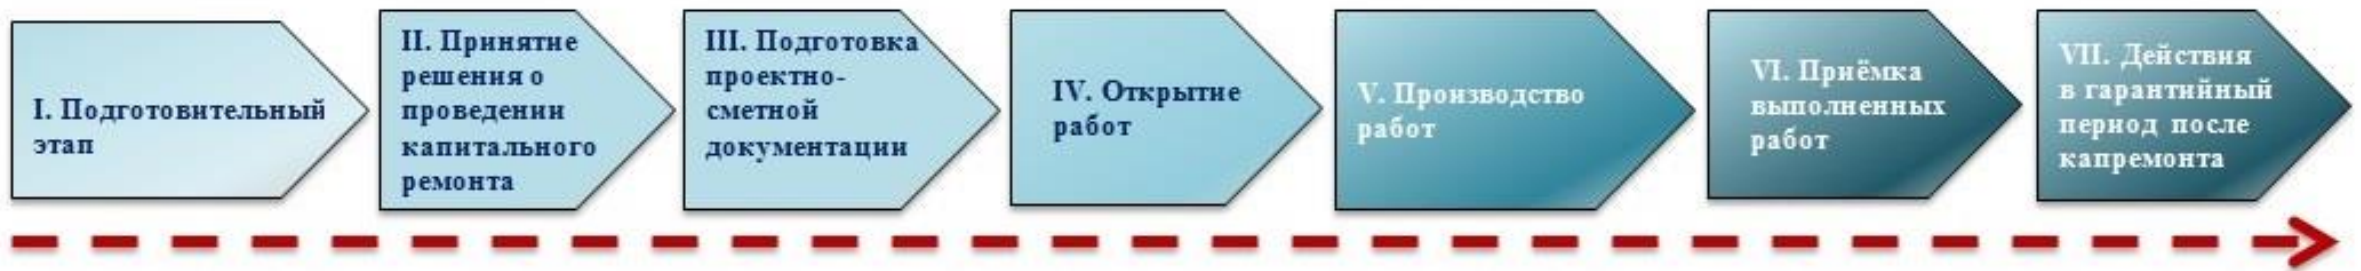 I. Подготовительный
этап
II. Принятие
решения о
проведении
капитального
ремонта
III. Подготовка
проектно-
сметной
документации
IV. Открытие
работ
V. Производство
работ
VI. Приёмка
выполненных
работ
VII. Действия
в гарантийный
период после
капремонта